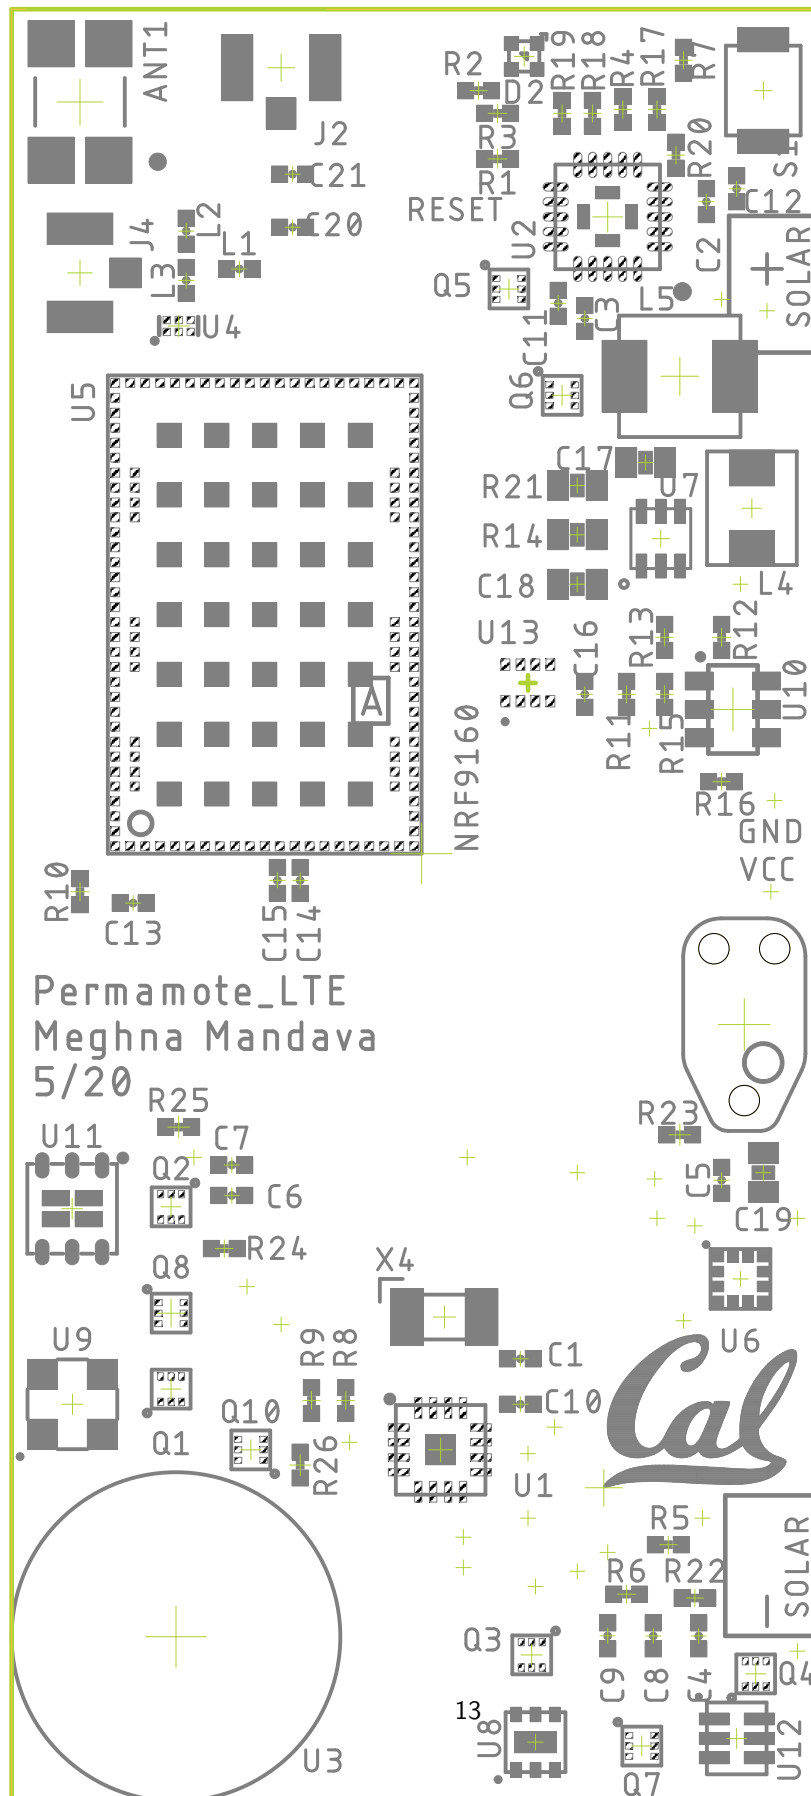 ANT1
J2
R2
D2
R19
R18
R4
R17
R7
S1
R3
R1
R20
C21
C20
J4
L2
L1
L3
U4
RESET
U2
C2
C12
SOLAR
+
Q5
C11
C3
L5
Q6
U5
C17
U7
R21
R14
C18
L4
U13
C16
R13
R12
U10
A
NRF9160
R11
R15
R16
GND
VCC
R10
C13
C15
C14
Permamote_LTE
Meghna Mandava
5/20
R25
U11
C7
Q2
C6
R24
R23
C5
C19
Q8
X4
U6
U9
R9
R8
C1
Cal
Q10
C10
Q1
R26
U1
R5
R6
R22
SOLAR
Q3
C9
C8
C4
Q4
13
U8
U3
Q7
U12